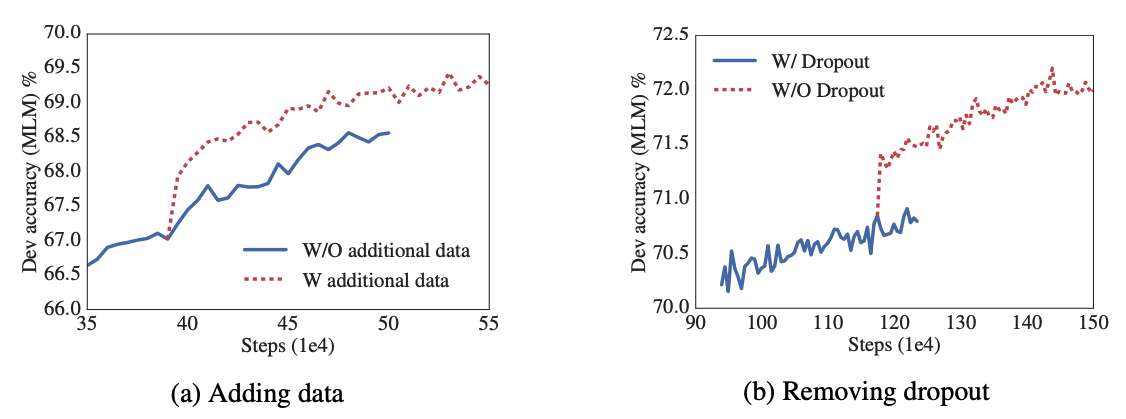 70.0
69.5
69.0
68.5
68.0
67.5
67.0
66.5
66.0
Dev accuracy (MLM) %
W/O additional data
W additional data
35 40 45 50 55
Steps (1e4)
(a) Adding data
72.5
72.0
71.5
71.0
70.5
70.0
Dev accuracy (MLM) %
W/ Dropout
W/O Dropout
90 100 110 120 130 140 150
Steps (1e4)
(b) Removing dropout